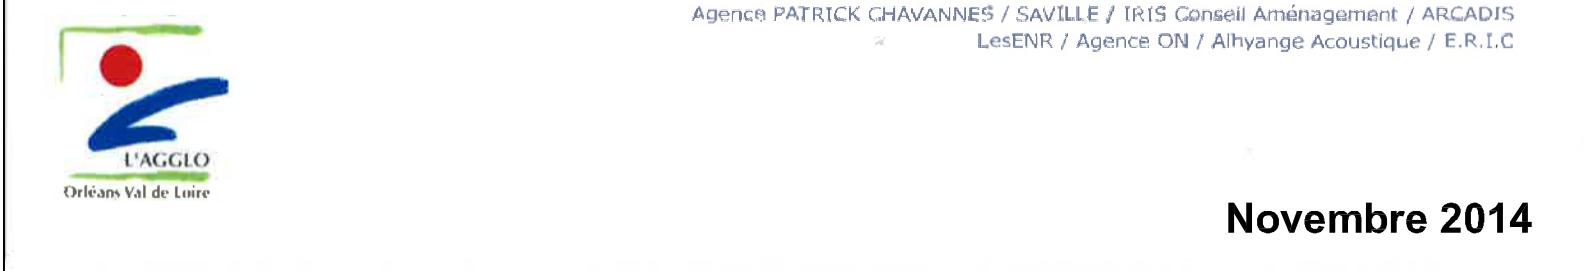 Agence PATRICK CHAVANNES / SAVILLE / IRIS Conseil Aménagement / ARCADIS
LesENR / Agence ON / Alhyange Acoustique / E.R.I.C
L'AGGLO
Orléans Val de Loire
Novembre 2014